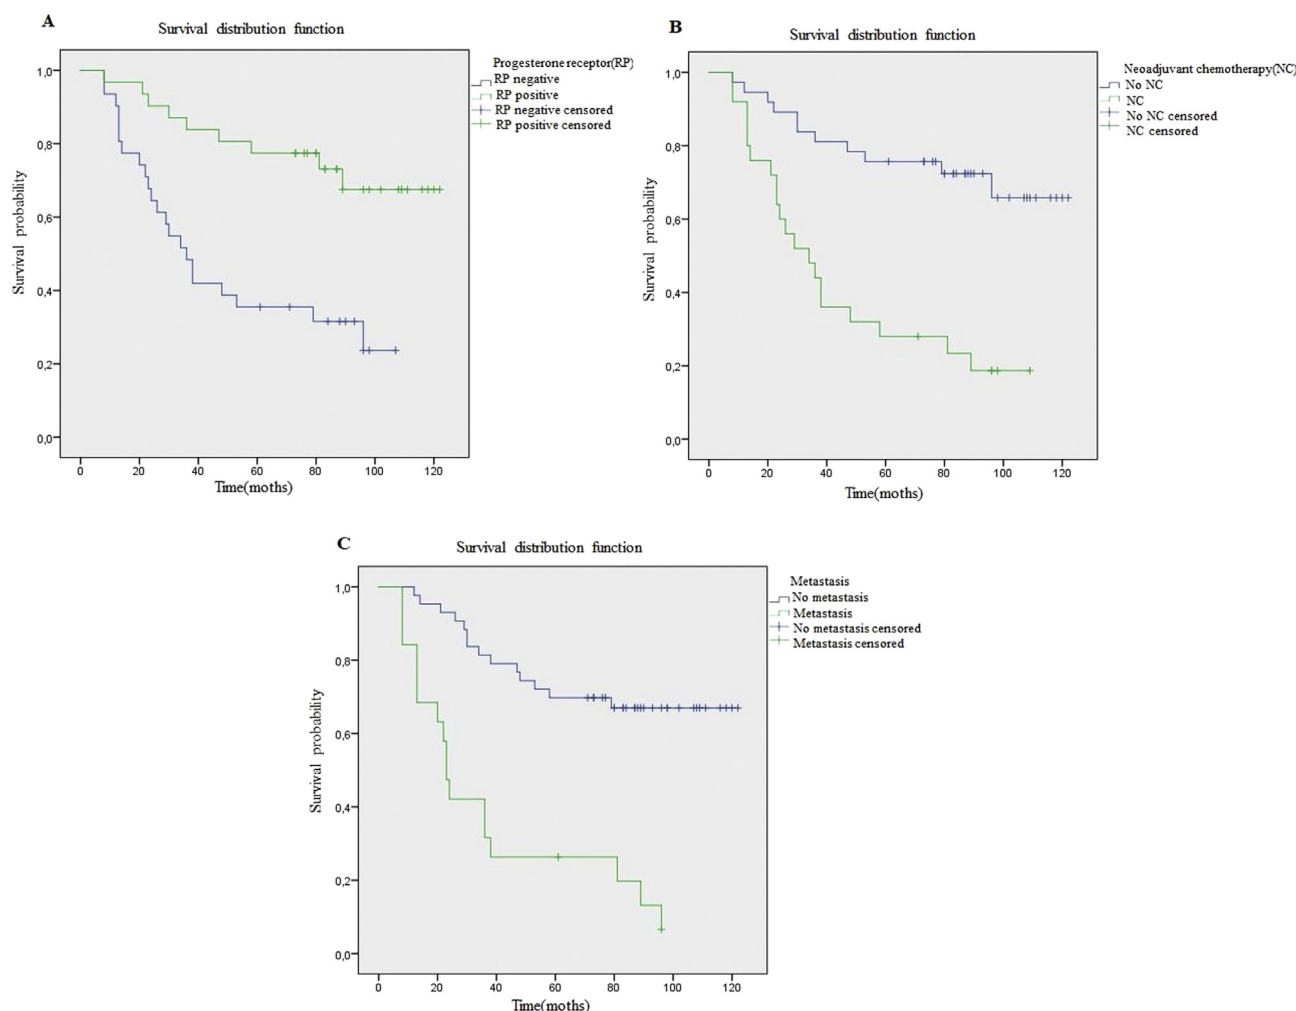 A
Survival distribution function
Progesterone receptor(RP)
RP negative
RP positive
RP negative censored
RP positive censored
Survival probability
1,0
0,8
0,6
0,4
0,2
0,0
0 20 40 60 80 100 120
Time(moths)
B
Survival distribution function
Neoadjuvant chemotherapy(NC)
No NC
NC
No NC censored
NC censored
Survival probability
1,0
0,8
0,6
0,4
0,2
0,0
0 20 40 60 80 100 120
Time(moths)
C
Survival distribution function
Metastasis
No metastasis
Metastasis
No metastasis censored
Metastasis censored
Survival probability
1,0
0,8
0,6
0,4
0,2
0,0
0 20 40 60 80 100 120
Time(moths)